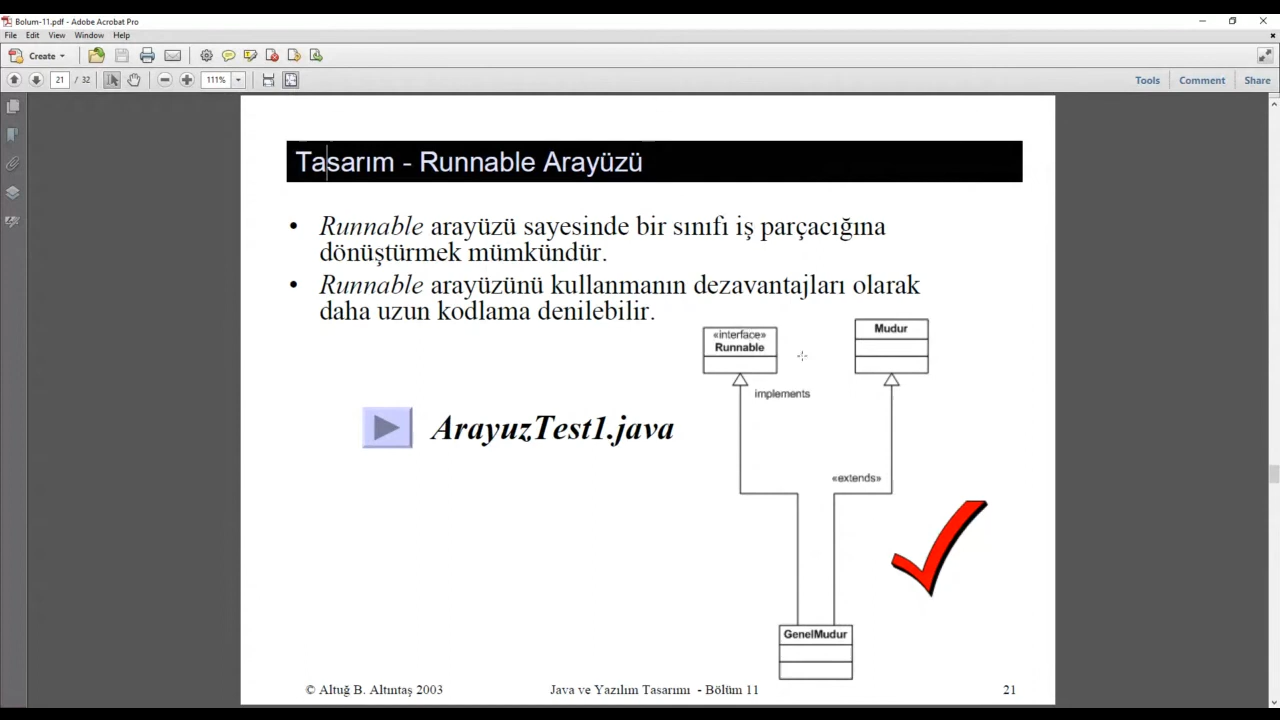 Bolum-11.pdf - Adobe Acrobat Pro
File Edit View Window Help
Create
21 / 32 111% Tools Comment Share
Tasarım - Runnable Arayüzü
• Runnable arayüzü sayesinde bir sınıfı iş parçacığına
dönüştürmek mümkündür.
• Runnable arayüzünü kullanmanın dezavantajları olarak
daha uzun kodlama denilebilir.
«interface»
Runnable
Mudur
implements
ArayuzTest1.java
«extends»
GenelMudur
© Altuğ B. Altıntaş 2003 Java ve Yazılım Tasarımı - Bölüm 11 21